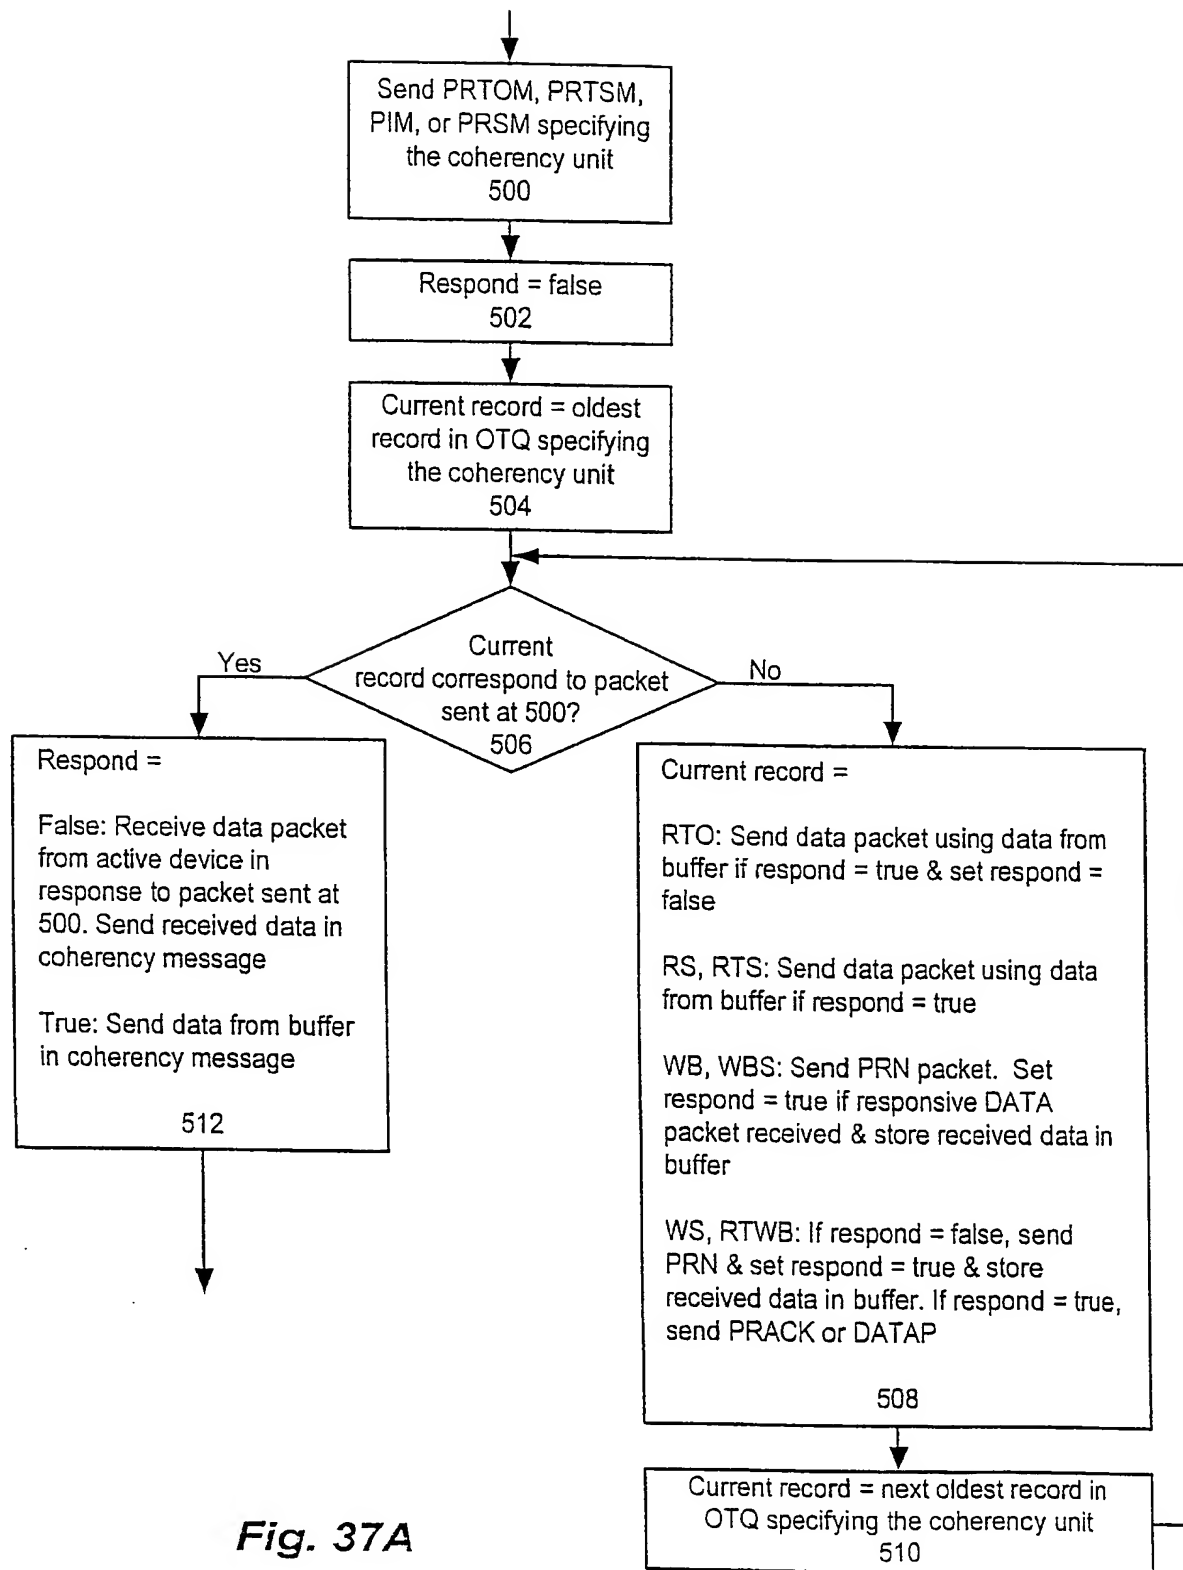 Send PRTOM, PRTSM,
PIM, or PRSM specifying
the coherency unit
500
Respond = false
502
Current record = oldest
record in OTQ specifying
the coherency unit
504
Current
record correspond to packet
sent at 500?
506
Yes
No
Respond =
False: Receive data packet
from active device in
response to packet sent at
500. Send received data in
coherency message
True: Send data from buffer
in coherency message
512
Current record =
RTO: Send data packet using data from
buffer if respond = true & set respond =
false
RS, RTS: Send data packet using data
from buffer if respond = true
WB, WBS: Send PRN packet.  Set
respond = true if responsive DATA
packet received & store received data in
buffer
WS, RTWB: If respond = false, send
PRN & set respond = true & store
received data in buffer. If respond = true,
send PRACK or DATAP
508
Current record = next oldest record in
OTQ specifying the coherency unit
510
Fig. 37A